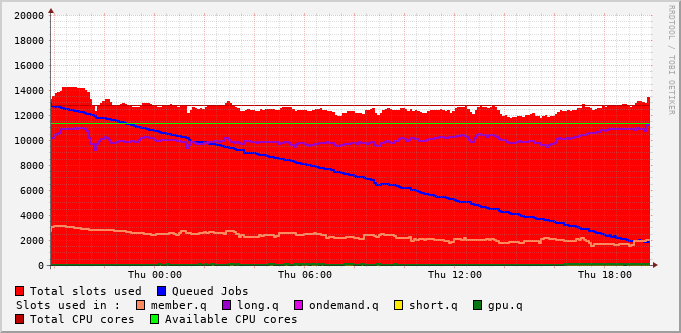 RRDTOOL / TOBI OETIKER
20000
18000
16000
14000
12000
10000
8000
6000
4000
2000
0
Thu 00:00 Thu 06:00 Thu 12:00 Thu 18:00
Total slots used Queued Jobs
Slots used in : member.q long.q ondemand.q short.q gpu.q
Total CPU cores Available CPU cores